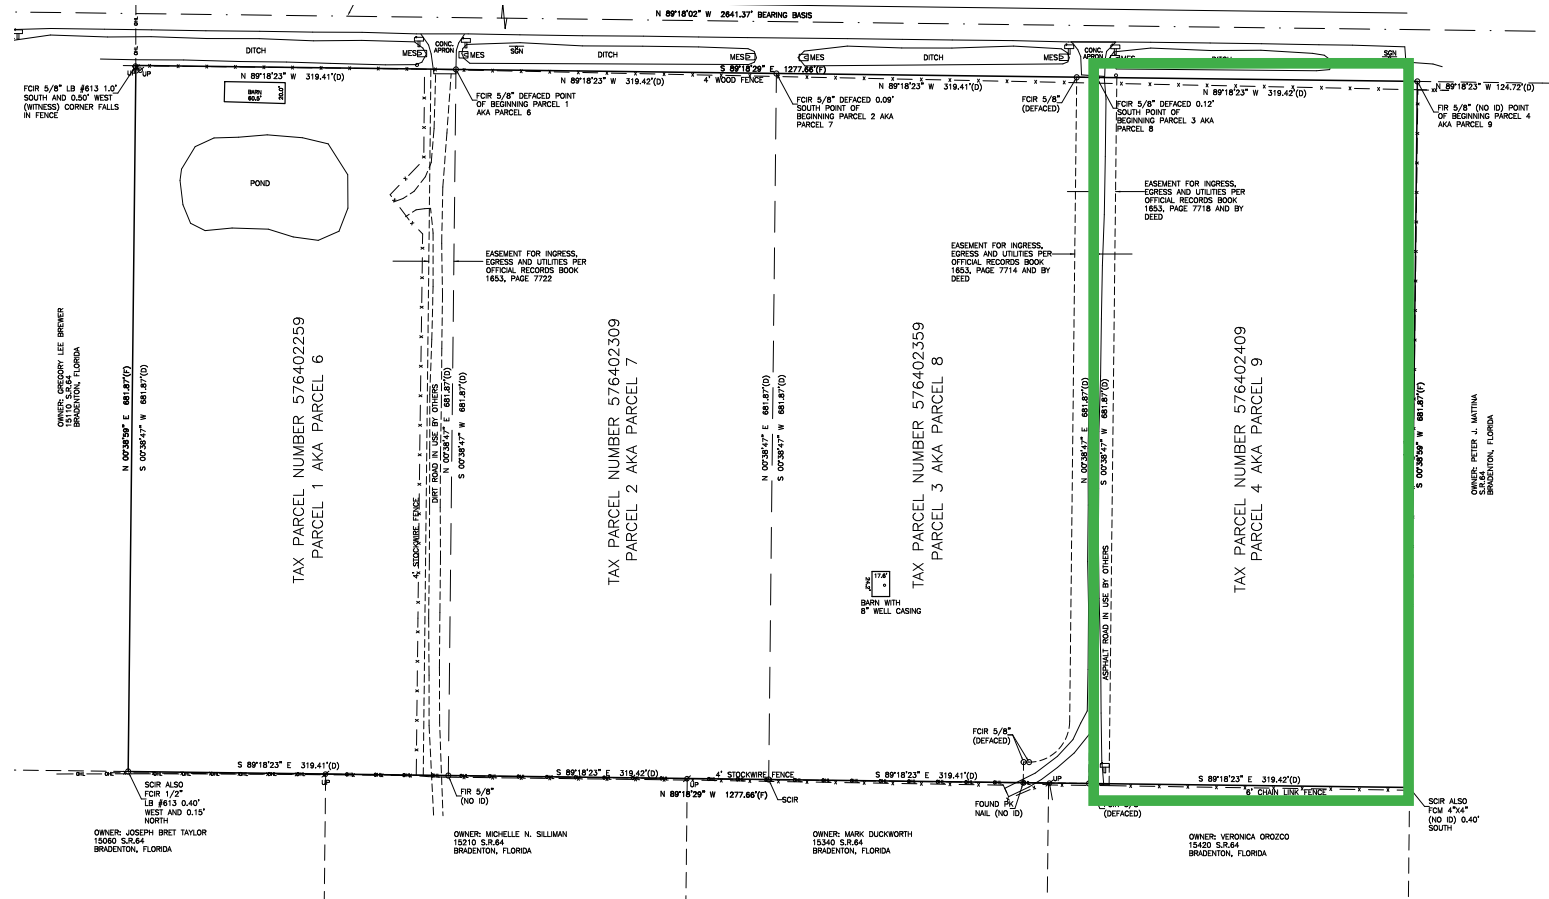 N 89°18'02" W 2641.37' BEARING BASIS
DITCH
MES
CONC.
APRON
MES
SGN
DITCH
MES
MES
DITCH
MES
CONC.
APRON
MES
SGN
UP
UP
N 89°18'23" W 319.41'(D)
S 89°18'29" E 1277.66'(F)
4' WOOD FENCE
N 89°18'23" W 319.42'(D)
N 89°18'23" W 319.41'(D)
N 89°18'23" W 319.42'(D)
N 89°18'23" W 124.72'(D)
FCIR 5/8" LB #613 1.0'
SOUTH AND 0.50' WEST
(WITNESS) CORNER FALLS
IN FENCE
BARN
60.5'
20.0'
FCIR 5/8" DEFACED POINT
OF BEGINNING PARCEL 1
AKA PARCEL 6
FCIR 5/8" DEFACED 0.09'
SOUTH POINT OF
BEGINNING PARCEL 2 AKA
PARCEL 7
FCIR 5/8"
(DEFACED)
FCIR 5/8" DEFACED 0.12'
SOUTH POINT OF
BEGINNING PARCEL 3 AKA
PARCEL 8
FIR 5/8" (NO ID) POINT
OF BEGINNING PARCEL 4
AKA PARCEL 9
POND
EASEMENT FOR INGRESS,
EGRESS AND UTILITIES PER
OFFICIAL RECORDS BOOK
1653, PAGE 7722
EASEMENT FOR INGRESS,
EGRESS AND UTILITIES PER
OFFICIAL RECORDS BOOK
1653, PAGE 7714 AND BY
DEED
EASEMENT FOR INGRESS,
EGRESS AND UTILITIES PER
OFFICIAL RECORDS BOOK
1653, PAGE 7718 AND BY
DEED
OWNER: GREGORY LEE BREWER
15110 S.R.64
BRADENTON, FLORIDA
N 00°38'59" E 681.87'(F)
S 00°38'47" W 681.87'(D)
TAX PARCEL NUMBER 576402259
PARCEL 1 AKA PARCEL 6
4' STOCKWIRE FENCE
DIRT ROAD IN USE BY OTHERS
N 00°38'47" E 681.87'(D)
S 00°38'47" W 681.87'(D)
TAX PARCEL NUMBER 576402309
PARCEL 2 AKA PARCEL 7
N 00°38'47" E 681.87'(D)
S 00°38'47" W 681.87'(D)
TAX PARCEL NUMBER 576402359
PARCEL 3 AKA PARCEL 8
17.6'
24.2'
BARN WITH
8" WELL CASING
N 00°38'47" E 681.87'(D)
S 00°38'47" W 681.87'(D)
ASPHALT ROAD IN USE BY OTHERS
TAX PARCEL NUMBER 576402409
PARCEL 4 AKA PARCEL 9
S 00°38'59" W 681.87'(F)
OWNER: PETER J. MATTINA
S.R.64
BRADENTON, FLORIDA
FCIR 5/8"
(DEFACED)
S 89°18'23" E 319.41'(D)
S 89°18'23" E 319.42'(D)
4' STOCKWIRE FENCE
S 89°18'23" E 319.41'(D)
S 89°18'23" E 319.42'(D)
UP
UP
UP
N 89°18'29" W 1277.66'(F)
6' CHAIN LINK FENCE
SCIR ALSO
FCIR 1/2"
LB #613 0.40'
WEST AND 0.15'
NORTH
FIR 5/8"
(NO ID)
SCIR
FOUND PK
NAIL (NO ID)
(DEFACED)
SCIR ALSO
FCM 4"X4"
(NO ID) 0.40'
SOUTH
OWNER: JOSEPH BRET TAYLOR
15060 S.R.64
BRADENTON, FLORIDA
OWNER: MICHELLE N. SILLIMAN
15210 S.R.64
BRADENTON, FLORIDA
OWNER: MARK DUCKWORTH
15340 S.R.64
BRADENTON, FLORIDA
OWNER: VERONICA OROZCO
15420 S.R.64
BRADENTON, FLORIDA